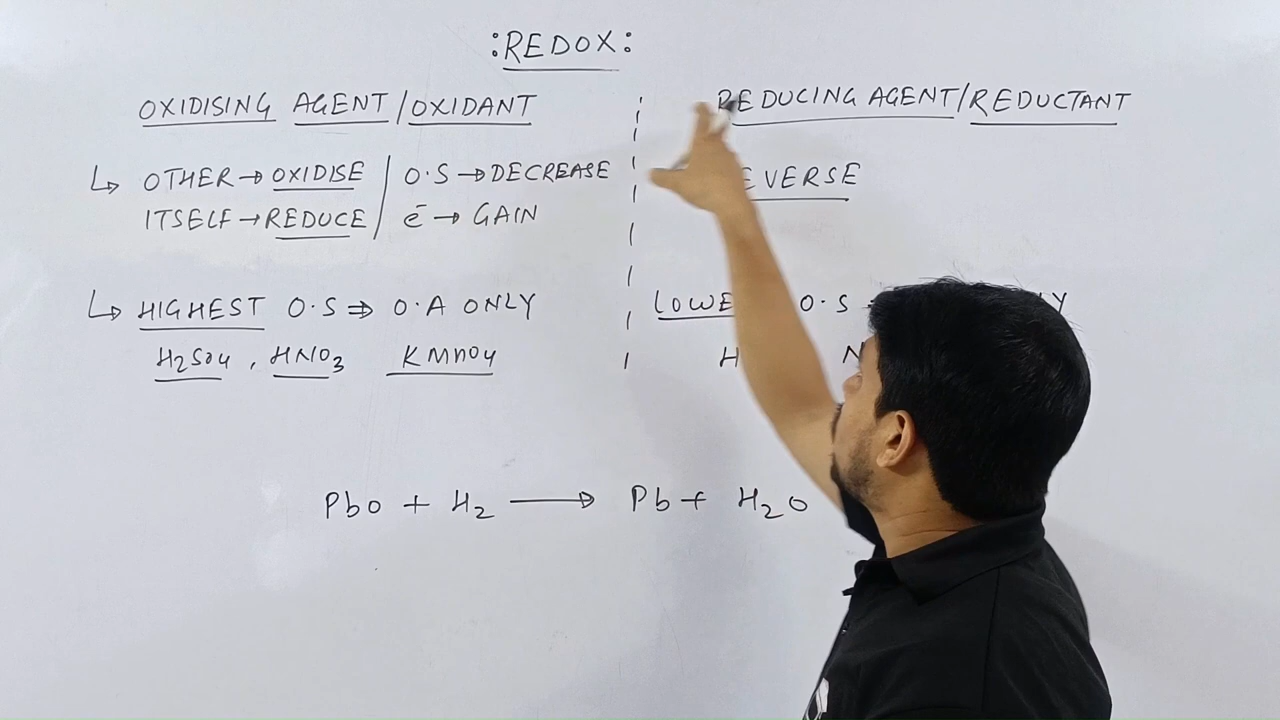 :REDOX:
OXIDISING AGENT/OXIDANT
↳ OTHER→OXIDISE / O.S→DECREASE
ITSELF→REDUCE / e̅→ GAIN
↳ HIGHEST O.S ⇒ O.A ONLY
H₂SO₄, HNO₃ KMnO₄
REDUCING AGENT/REDUCTANT
EVERSE
LOWE O.S
H N
PbO + H₂ ⟶ Pb + H₂O